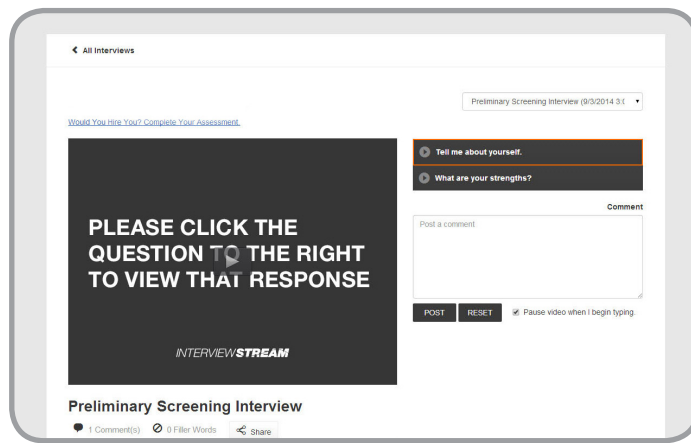 All Interviews
Preliminary Screening Interview (9/3/2014 3:(
Would You Hire You? Complete Your Assessment.
PLEASE CLICK THE
QUESTION TO THE RIGHT
TO VIEW THAT RESPONSE
INTERVIEWSTREAM
Tell me about yourself.
What are your strengths?
Comment
Post a comment
POST
RESET
Pause video when I begin typing.
Preliminary Screening Interview
1 Comment(s)
0 Filler Words
Share